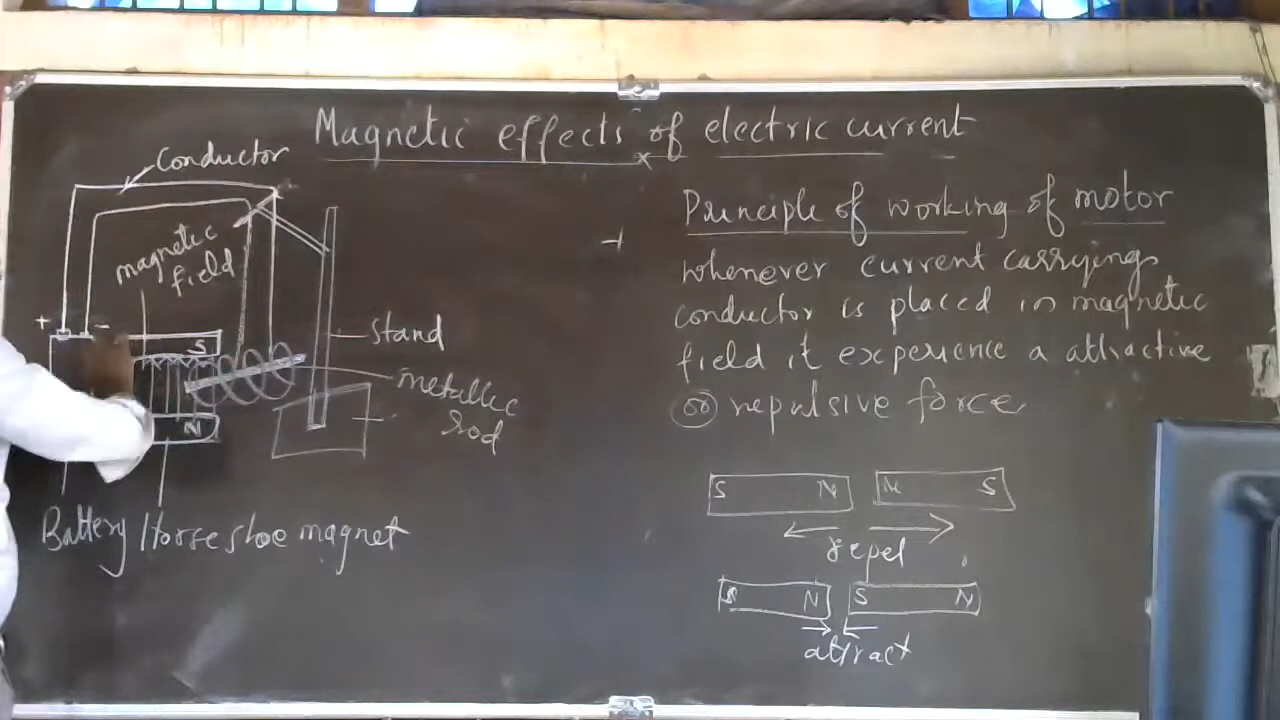 Magnetic effects of electric current
Conductor
magnetic
field
+ -
S
N
stand
metallic
rod
Battery Horse shoe magnet
Principle of working of motor
whenever current carrying
conductor is placed in magnetic
field it experience a attractive
or repulsive force
S N N S
repel
S N S N
attract